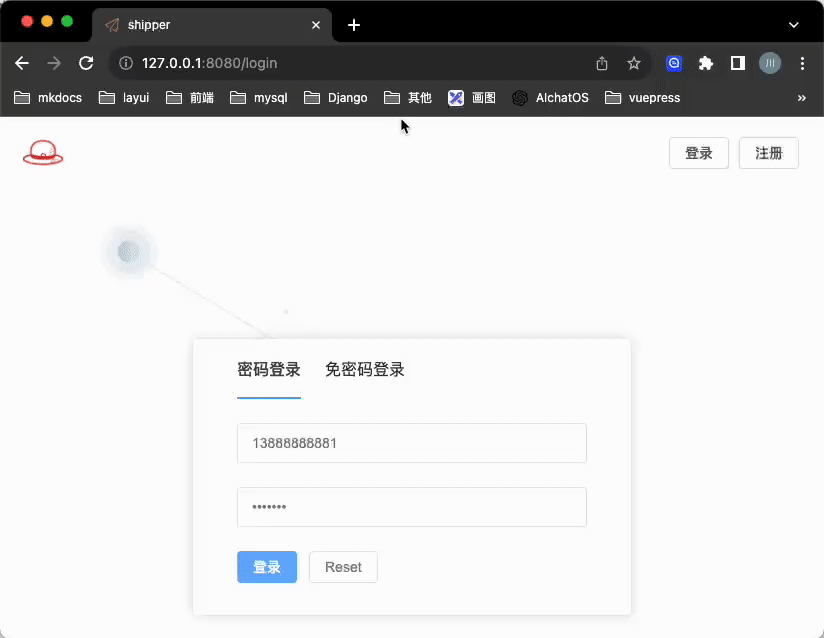 shipper
127.0.0.1:8080/login
川
mkdocs layui 前端 mysql Django 其他 画图 AIchatOS vuepress »
登录 注册
密码登录 免密码登录
13888888881
•••••••
登录 Reset